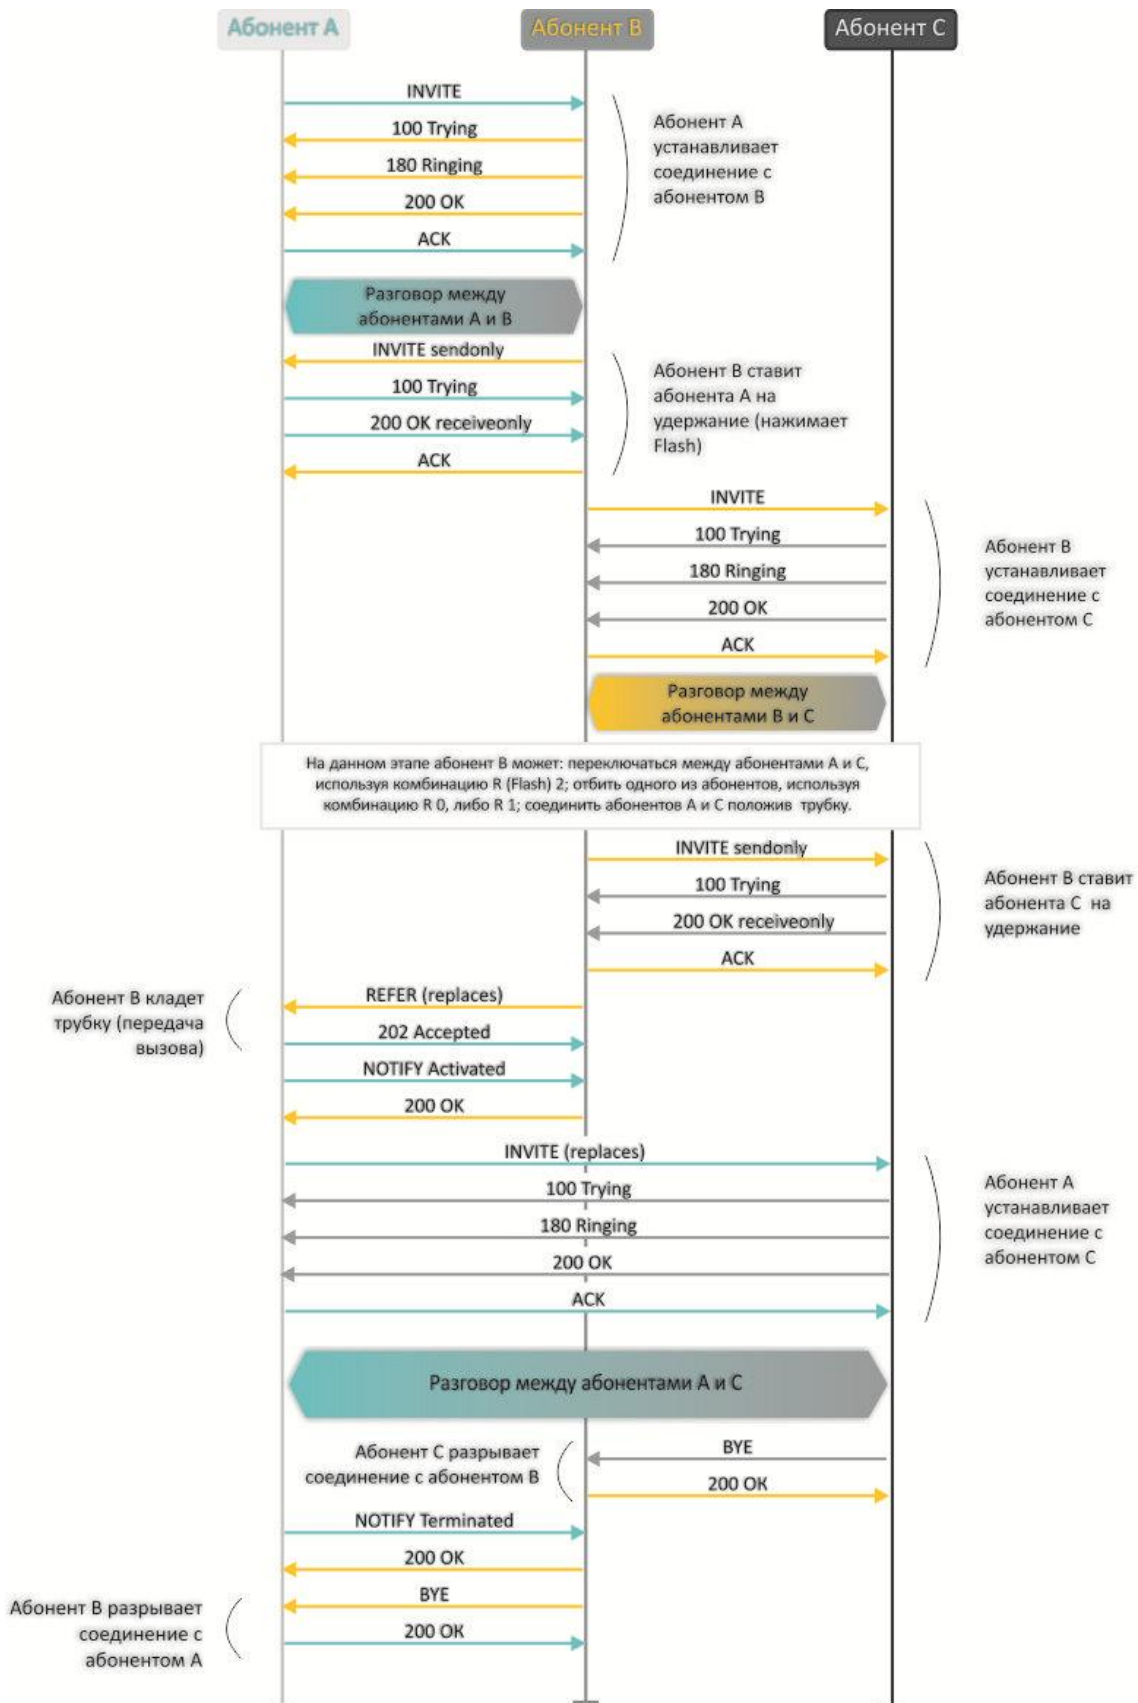 Абонент A
Абонент B
Абонент C
INVITE
100 Trying
180 Ringing
200 OK
ACK
Абонент A
устанавливает
соединение с
абонентом B
Разговор между
абонентами A и B
INVITE sendonly
100 Trying
200 OK receiveonly
ACK
Абонент B ставит
абонента A на
удержание (нажимает
Flash)
INVITE
100 Trying
180 Ringing
200 OK
ACK
Абонент B
устанавливает
соединение с
абонентом C
Разговор между
абонентами B и C
На данном этапе абонент B может: переключаться между абонентами A и C,
используя комбинацию R (Flash) 2; отбить одного из абонентов, используя
комбинацию R 0, либо R 1; соединить абонентов A и C положив трубку.
INVITE sendonly
100 Trying
200 OK receiveonly
ACK
Абонент B ставит
абонента C на
удержание
Абонент B кладет
трубку (передача
вызова)
REFER (replaces)
202 Accepted
NOTIFY Activated
200 OK
INVITE (replaces)
100 Trying
180 Ringing
200 OK
ACK
Абонент A
устанавливает
соединение с
абонентом C
Разговор между абонентами A и C
Абонент C разрывает
соединение с абонентом B
BYE
200 OK
NOTIFY Terminated
200 OK
BYE
200 OK
Абонент B разрывает
соединение с
абонентом A